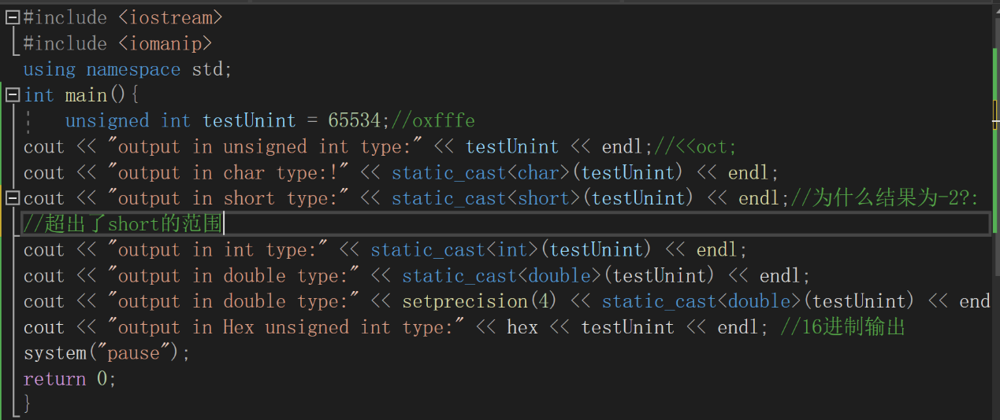 #include <iostream>
#include <iomanip>
using namespace std;
int main(){
unsigned int testUnint = 65534;//oxfffe
cout << "output in unsigned int type:" << testUnint << endl;//<<oct;
cout << "output in char type:!" << static_cast<char>(testUnint) << endl;
cout << "output in short type:" << static_cast<short>(testUnint) << endl;//为什么结果为-2?:
//超出了short的范围
cout << "output in int type:" << static_cast<int>(testUnint) << endl;
cout << "output in double type:" << static_cast<double>(testUnint) << endl;
cout << "output in double type:" << setprecision(4) << static_cast<double>(testUnint) << end
cout << "output in Hex unsigned int type:" << hex << testUnint << endl; //16进制输出
system("pause");
return 0;
}